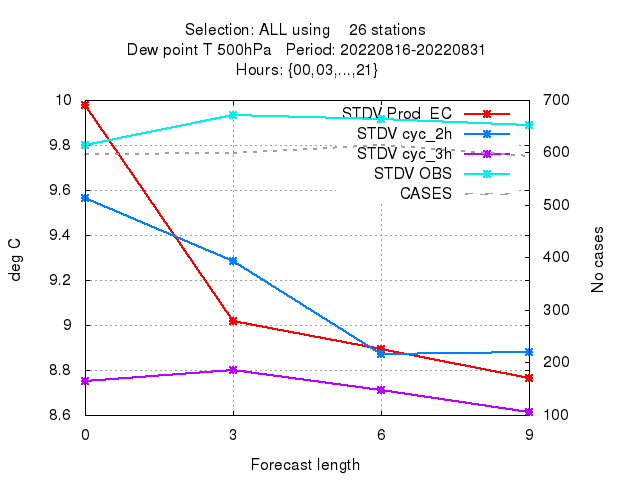 Selection: ALL using 26 stations
Dew point T 500hPa Period: 20220816-20220831
Hours: {00,03,...,21}
10
9.8
9.6
9.4
9.2
9
8.8
8.6
deg C
STDV Prod_EC
STDV cyc_2h
STDV cyc_3h
STDV OBS
CASES
700
600
500
400
300
200
100
No cases
0
3
6
9
Forecast length